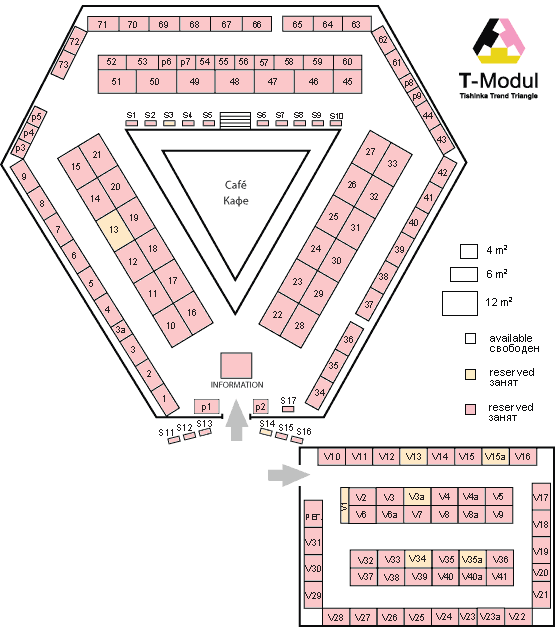 71 70 69 68 67 66 65 64 63
72
73
62
61
p8
p9
44
43
T-Modul
Tishinka Trend Triangle
52 53 p6 p7 54 55 56 57 58 59 60
51 50 49 48 47 46 45
S1 S2 S3 S4 S5 S6 S7 S8 S9 S10
p5
p4
p3
Café
Кафе
21
15
20
14
19
13
18
12
17
11
16
10
27
33
26
32
25
31
24
30
23
29
22
28
9
8
7
6
5
4
3a
3
2
1
42
41
40
39
38
37
36
35
34
4 m²
6 m²
12 m²
available
свободен
reserved
занят
reserved
занят
INFORMATION
p1 p2 S17
S11 S12 S13 S14 S15 S16
V10 V11 V12 V13 V14 V15 V15a V16
V1
V2 V3 V3a V4 V4a V5
V6 V6a V7 V8 V8a V9
V17
V18
V19
V20
V21
рег.
V31
V30
V29
V32 V33 V34 V35 V35a V36
V37 V38 V39 V40 V40a V41
V28 V27 V26 V25 V24 V23 V23a V22